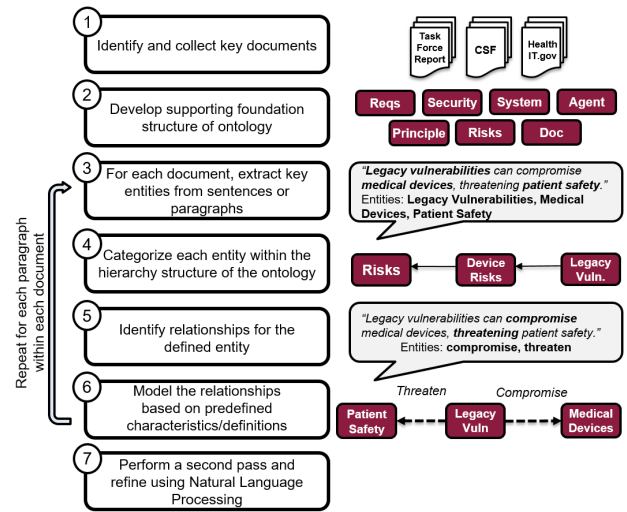 1
Identify and collect key documents
Task
Force
Report
CSF
Health
IT.gov
2
Develop supporting foundation
structure of ontology
Reqs
Security
System
Agent
Principle
Risks
Doc
Repeat for each paragraph
within each document
3
For each document, extract key
entities from sentences or
paragraphs
“Legacy vulnerabilities can compromise
medical devices, threatening patient safety.”
Entities: Legacy Vulnerabilities, Medical
Devices, Patient Safety
4
Categorize each entity within the
hierarchy structure of the ontology
Risks
Device
Risks
Legacy
Vuln.
5
Identify relationships for the
defined entity
“Legacy vulnerabilities can compromise
medical devices, threatening patient safety.”
Entities: compromise, threaten
6
Model the relationships
based on predefined
characteristics/definitions
Threaten
Compromise
Patient
Safety
Legacy
Vuln
Medical
Devices
7
Perform a second pass and
refine using Natural Language
Processing